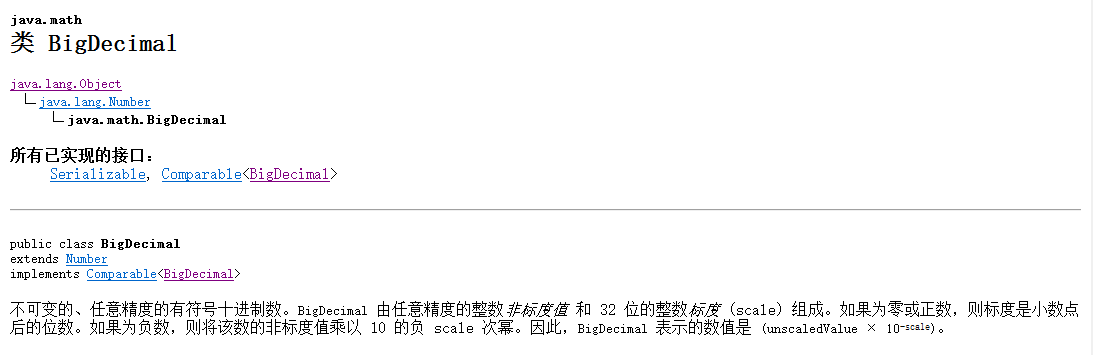 java.math
类 BigDecimal
java.lang.Object
java.lang.Number
java.math.BigDecimal
所有已实现的接口：
Serializable, Comparable<BigDecimal>
public class BigDecimal
extends Number
implements Comparable<BigDecimal>
不可变的、任意精度的有符号十进制数。BigDecimal 由任意精度的整数非标度值 和 32 位的整数标度 (scale) 组成。如果为零或正数，则标度是小数点
后的位数。如果为负数，则将该数的非标度值乘以 10 的负 scale 次幂。因此，BigDecimal 表示的数值是 (unscaledValue × 10-scale)。